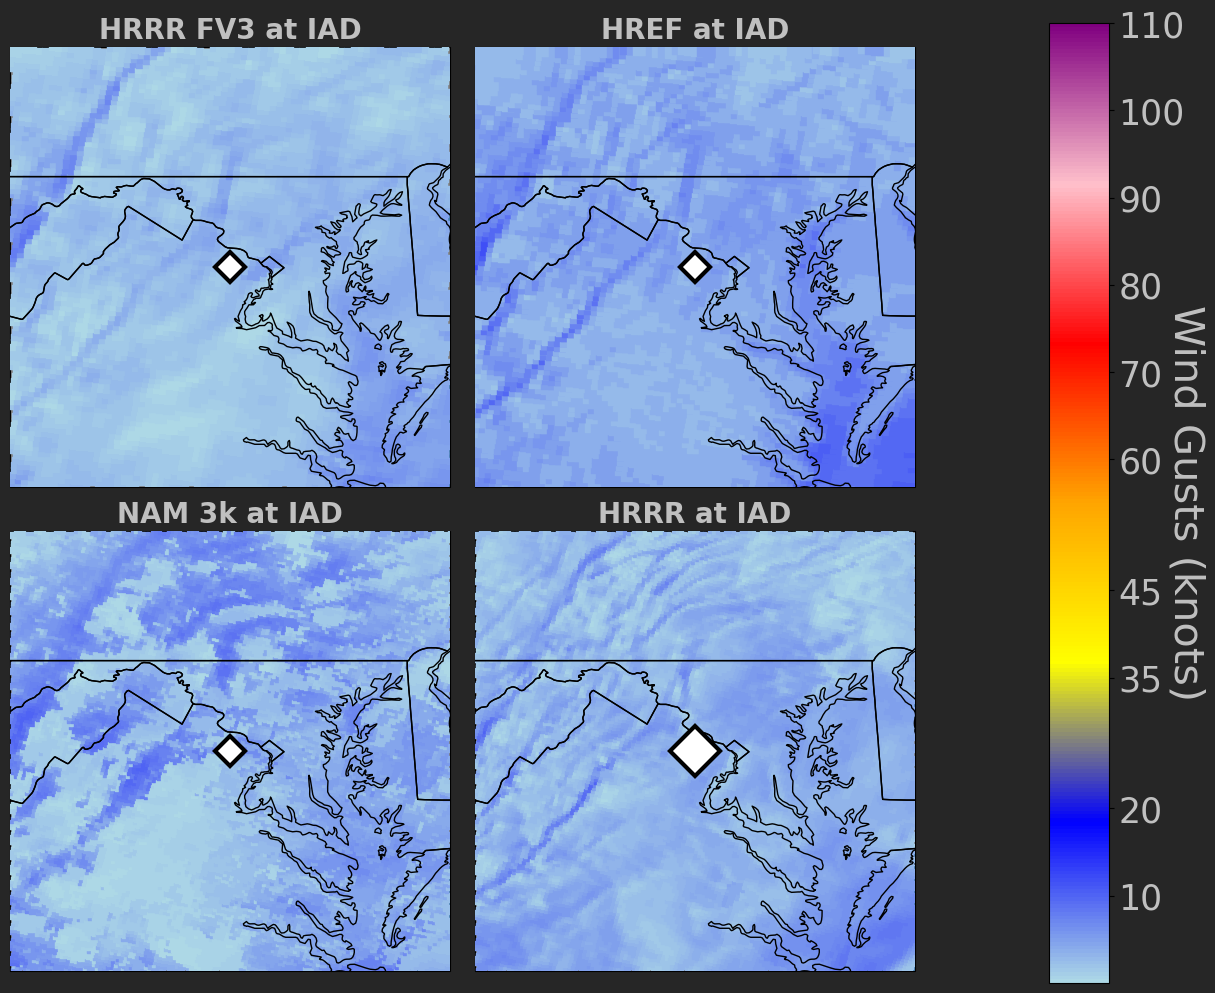 HRRR FV3 at IAD
HREF at IAD
NAM 3k at IAD
HRRR at IAD
110
100
90
80
70
60
45
35
20
10
Wind Gusts (knots)